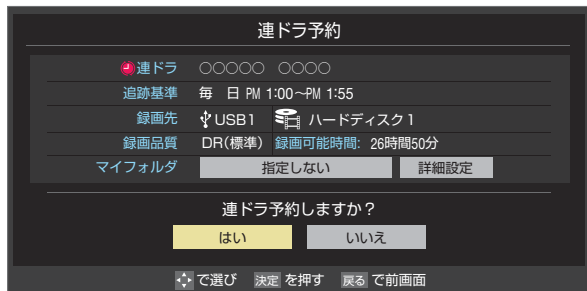 連ドラ予約
連ドラ ○○○○○ ○○○○
追跡基準 毎 日 PM 1:00～PM 1:55
録画先 USB1 ハードディスク1
録画品質 DR(標準) 録画可能時間: 26時間50分
マイフォルダ 指定しない 詳細設定
連ドラ予約しますか？
はい いいえ
で選び 決定 を押す 戻る で前画面